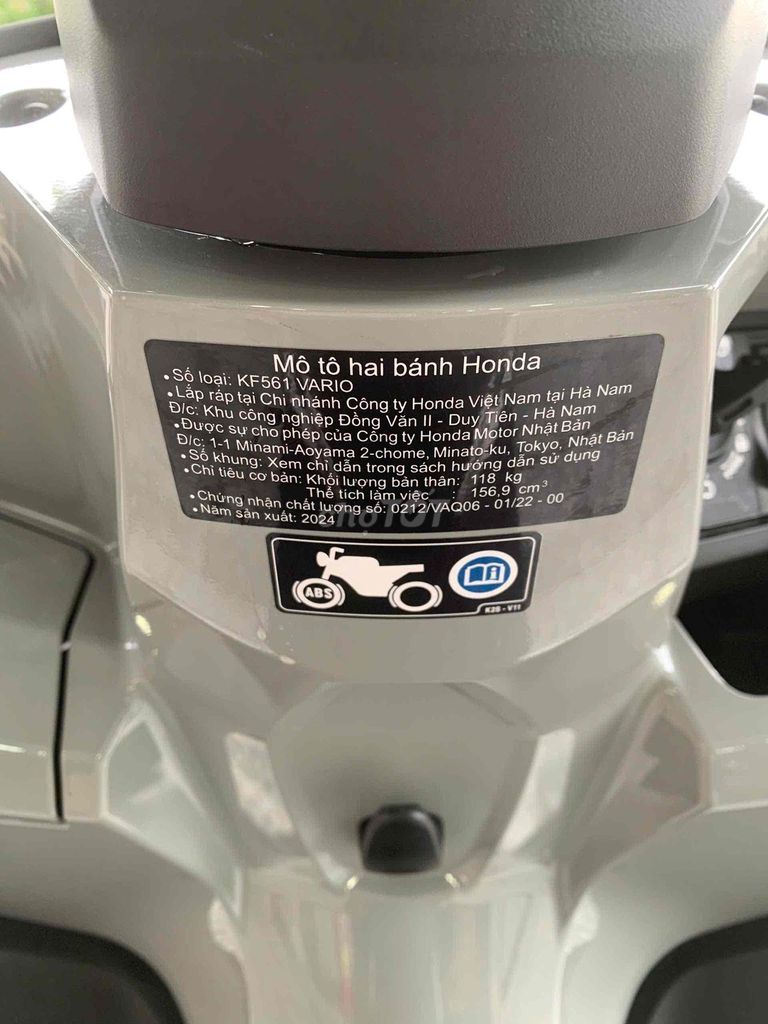 Mô tô hai bánh Honda
•Số loại: KF561 VARIO
•Lắp ráp tại Chi nhánh Công ty Honda Việt Nam tại Hà Nam
Đ/c: Khu công nghiệp Đồng Văn II - Duy Tiên - Hà Nam
•Được sự cho phép của Công ty Honda Motor Nhật Bản
Đ/c: 1-1 Minami-Aoyama 2-chome, Minato-ku, Tokyo, Nhật Bản
•Số khung: Xem chỉ dẫn trong sách hướng dẫn sử dụng
•Chỉ tiêu cơ bản: Khối lượng bản thân: 118 kg
Thể tích làm việc : 156,9 cm³
•Chứng nhận chất lượng số: 0212/VAQ06 - 01/22 - 00
•Năm sản xuất: 2024
chợTỐT
ABS
K2S - V11